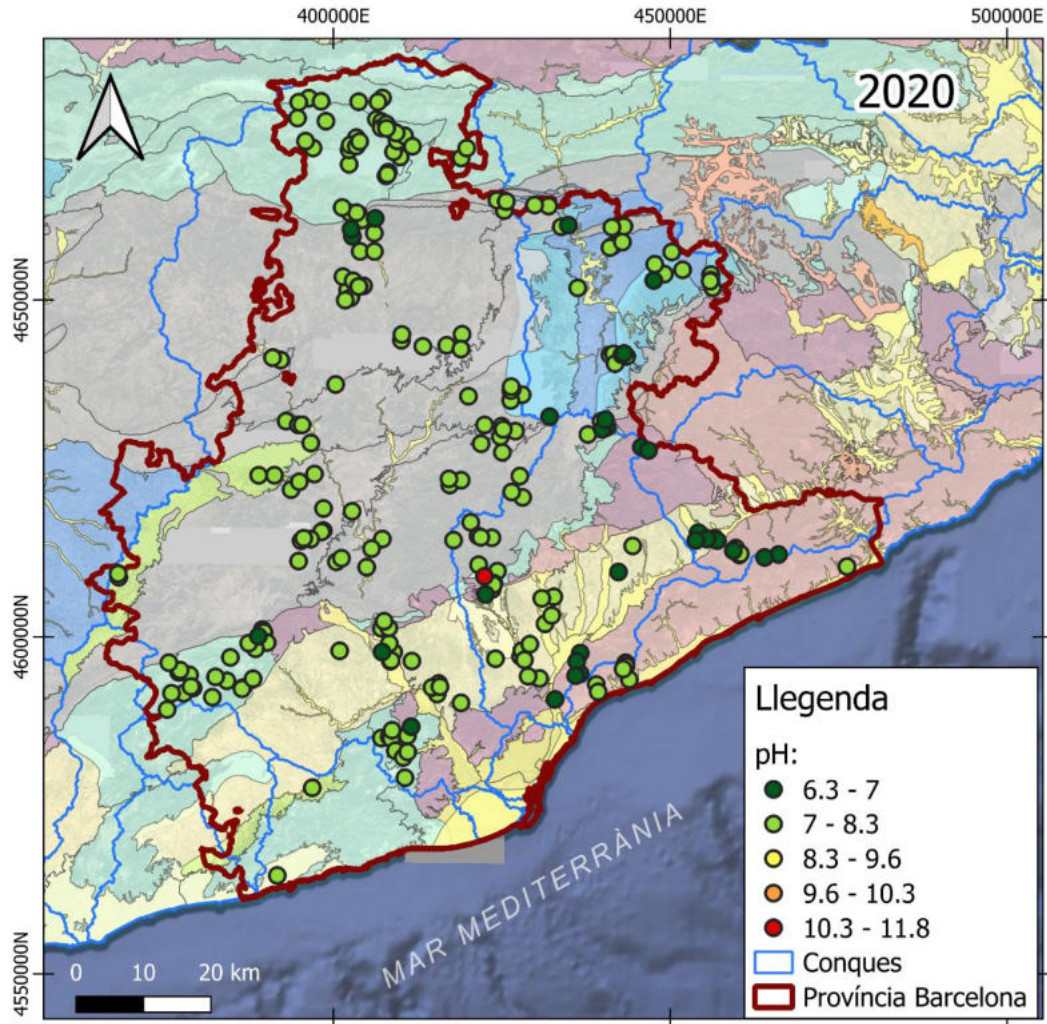 400000E 450000E 500000E
2020
4650000N
4600000N
4550000N
MAR MEDITERRÀNIA
0 10 20 km
Llegenda
pH:
6.3 - 7
7 - 8.3
8.3 - 9.6
9.6 - 10.3
10.3 - 11.8
Conques
Província Barcelona